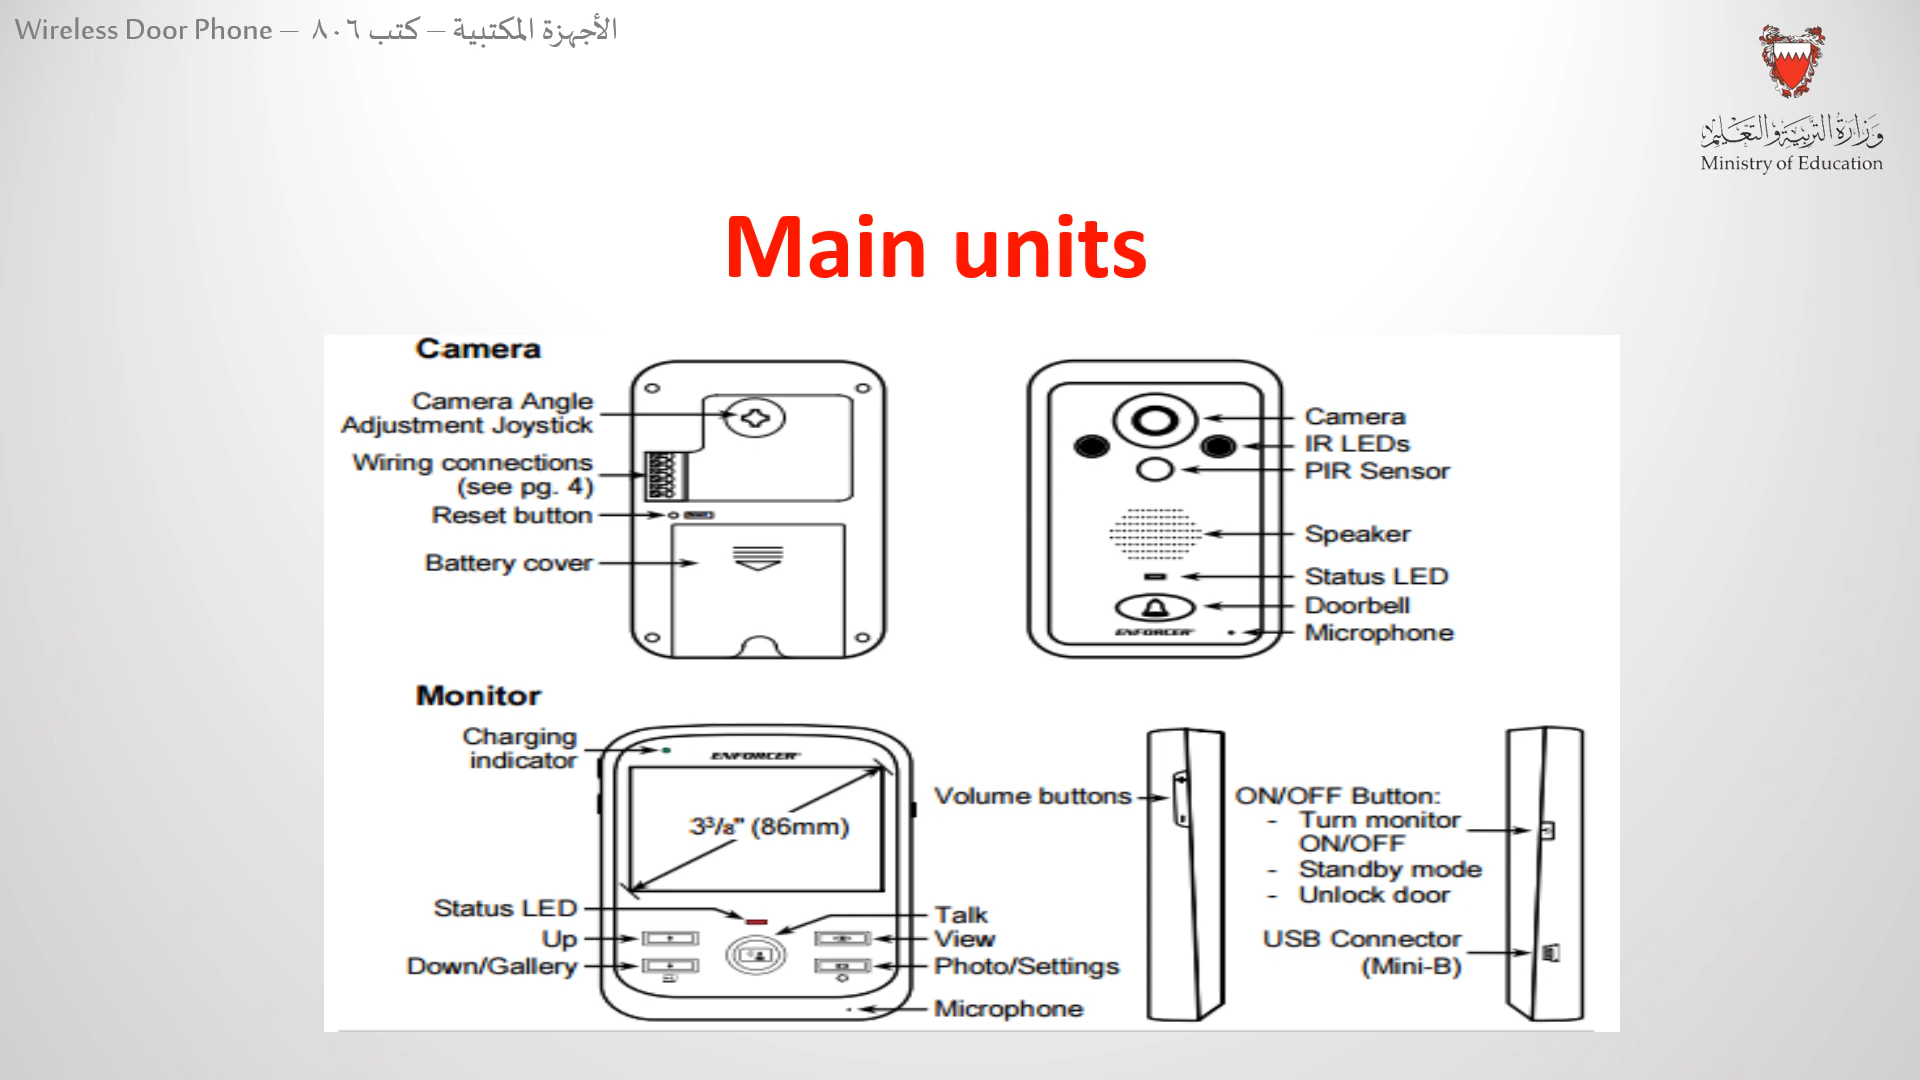 الأجهزة المكتبية – كتب ٨٠٦ – Wireless Door Phone
وزارة التربية والتعليم
Ministry of Education
Main units
Camera
Camera Angle
Adjustment Joystick
Wiring connections
(see pg. 4)
Reset button
Battery cover
Camera
IR LEDs
PIR Sensor
Speaker
Status LED
Doorbell
Microphone
ENFORCER
Monitor
Charging
indicator
ENFORCER
3³/₈" (86mm)
Status LED
Up
Down/Gallery
Talk
View
Photo/Settings
Microphone
Volume buttons
ON/OFF Button:
- Turn monitor
ON/OFF
- Standby mode
- Unlock door
USB Connector
(Mini-B)